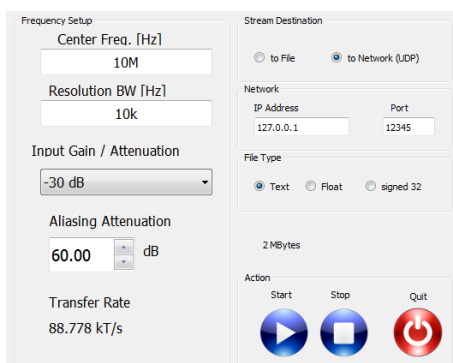 Frequency Setup
Center Freq. [Hz]
10M
Resolution BW [Hz]
10k
Input Gain / Attenuation
-30 dB
Aliasing Attenuation
60.00 dB
Transfer Rate
88.778 kT/s
Stream Destination
to File to Network (UDP)
Network
IP Address Port
127.0.0.1 12345
File Type
Text Float signed 32
2 MBytes
Action
Start Stop Quit